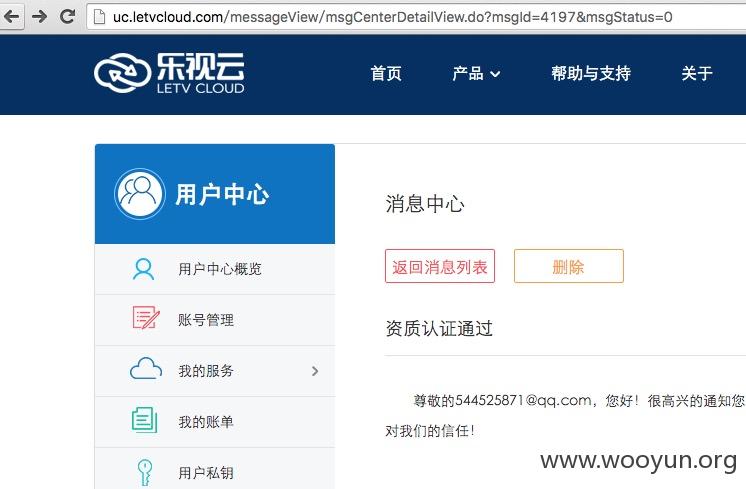 uc.letvcloud.com/messageView/msgCenterDetailView.do?msgId=4197&msgStatus=0
乐视云
LETV CLOUD
首页 产品 帮助与支持 关于
用户中心
用户中心概览
账号管理
我的服务
我的账单
用户私钥
消息中心
返回消息列表 删除
资质认证通过
尊敬的544525871@qq.com，您好！很高兴的通知您
对我们的信任！
www.wooyun.org